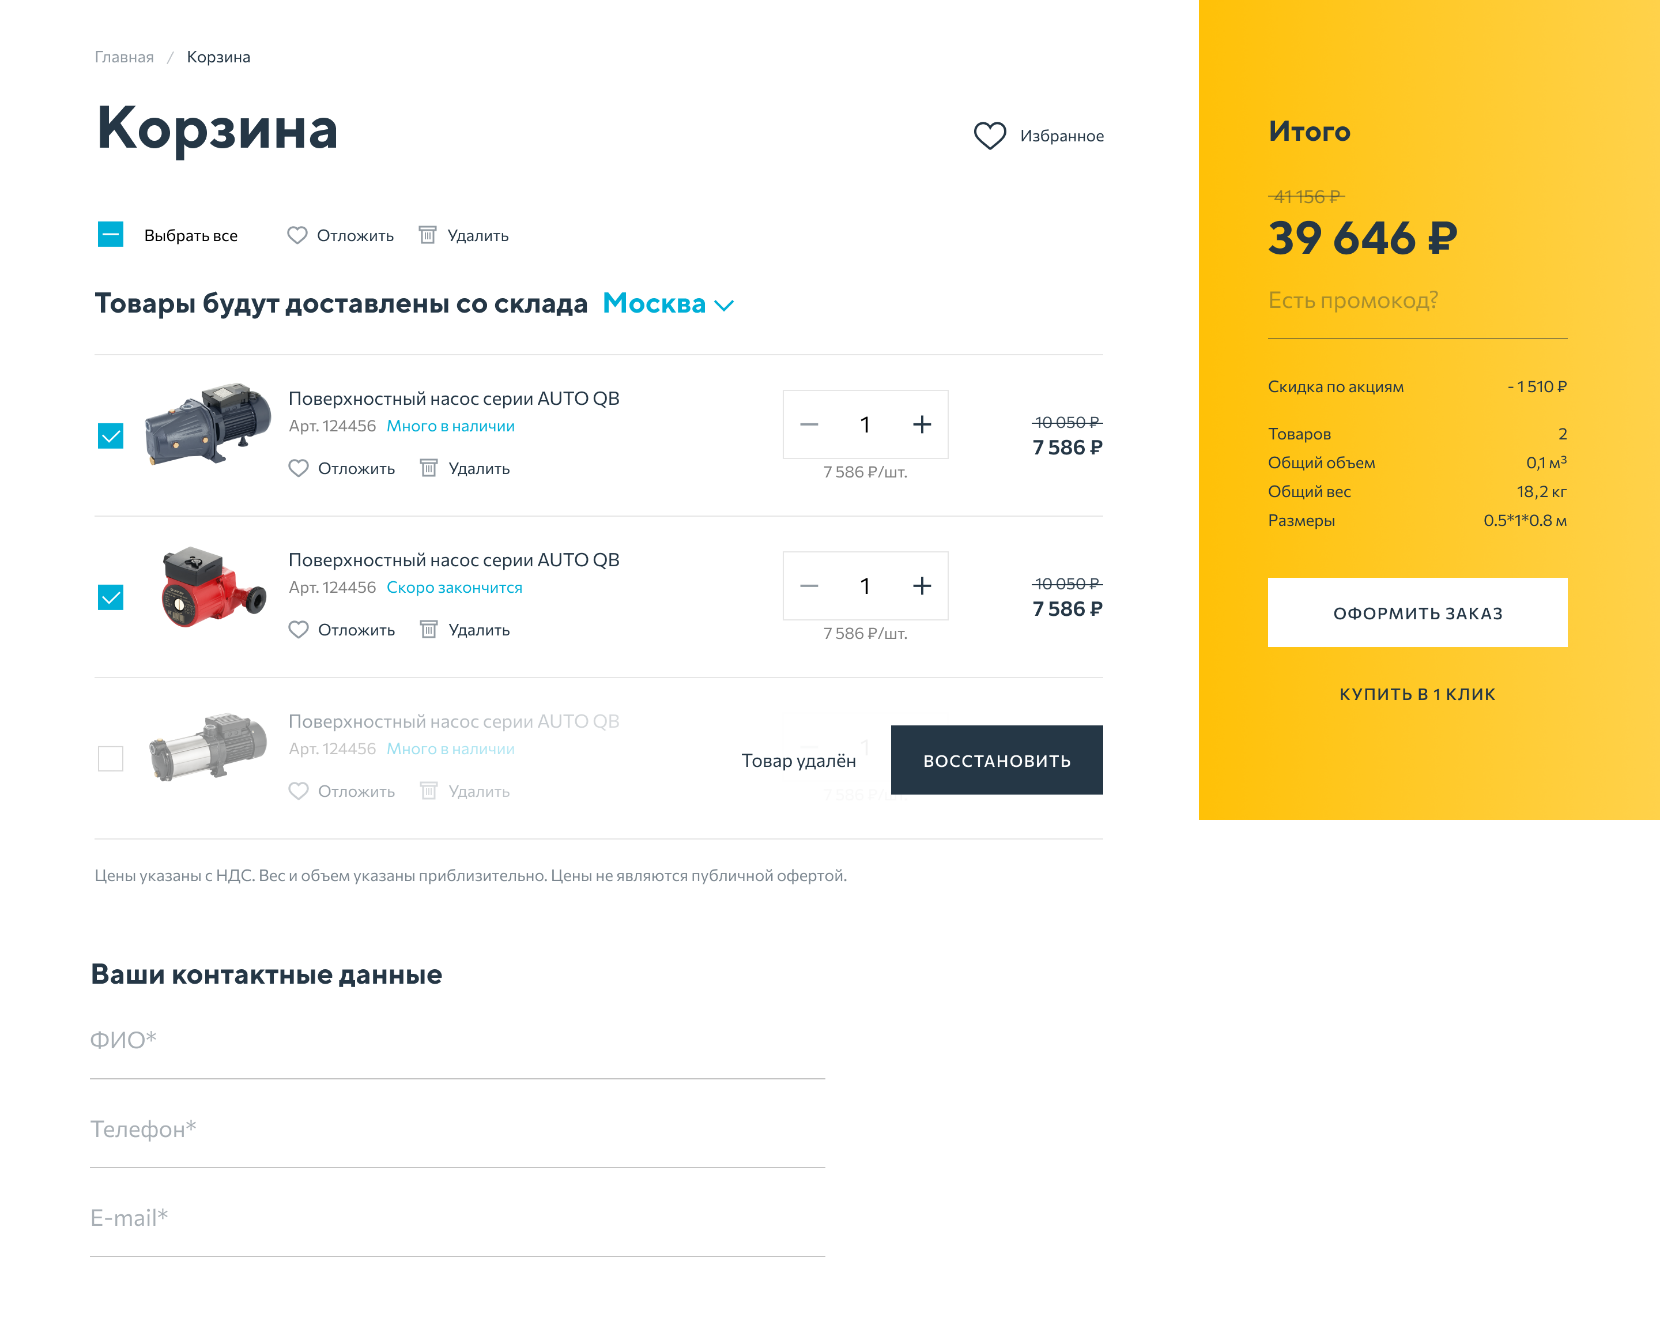 Главная / Корзина
Корзина
Избранное
Выбрать все Отложить Удалить
Товары будут доставлены со склада Москва
Поверхностный насос серии AUTO QB
Арт. 124456 Много в наличии
Отложить Удалить
1
7 586 ₽/шт.
10 050 ₽
7 586 ₽
Поверхностный насос серии AUTO QB
Арт. 124456 Скоро закончится
Отложить Удалить
1
7 586 ₽/шт.
10 050 ₽
7 586 ₽
Поверхностный насос серии AUTO QB
Арт. 124456 Много в наличии
Отложить Удалить
1
7 586
Товар удалён
ВОССТАНОВИТЬ
Цены указаны с НДС. Вес и объем указаны приблизительно. Цены не являются публичной офертой.
Ваши контактные данные
ФИО*
Телефон*
E-mail*
Итого
41 156 ₽
39 646 ₽
Есть промокод?
Скидка по акциям - 1 510 ₽
Товаров 2
Общий объем 0,1 м³
Общий вес 18,2 кг
Размеры 0.5*1*0.8 м
ОФОРМИТЬ ЗАКАЗ
КУПИТЬ В 1 КЛИК